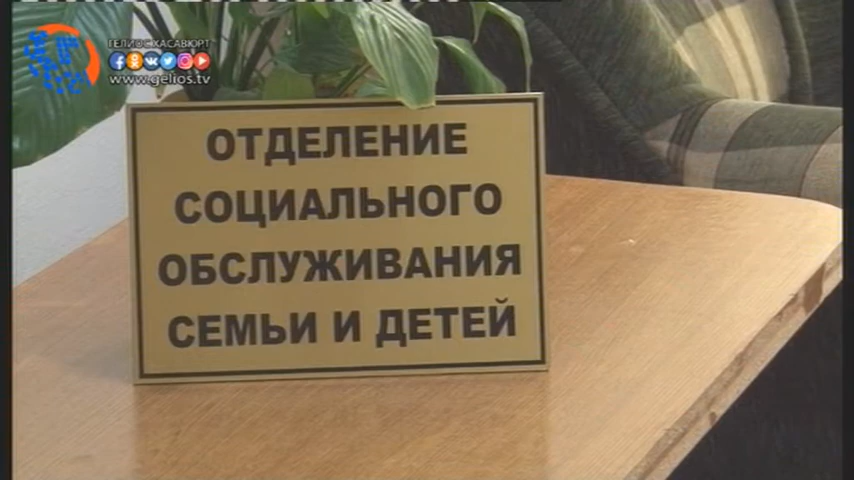 ГЕЛИОС ХАСАВЮРТ
www.gelios.tv
ОТДЕЛЕНИЕ
СОЦИАЛЬНОГО
ОБСЛУЖИВАНИЯ
СЕМЬИ И ДЕТЕЙ